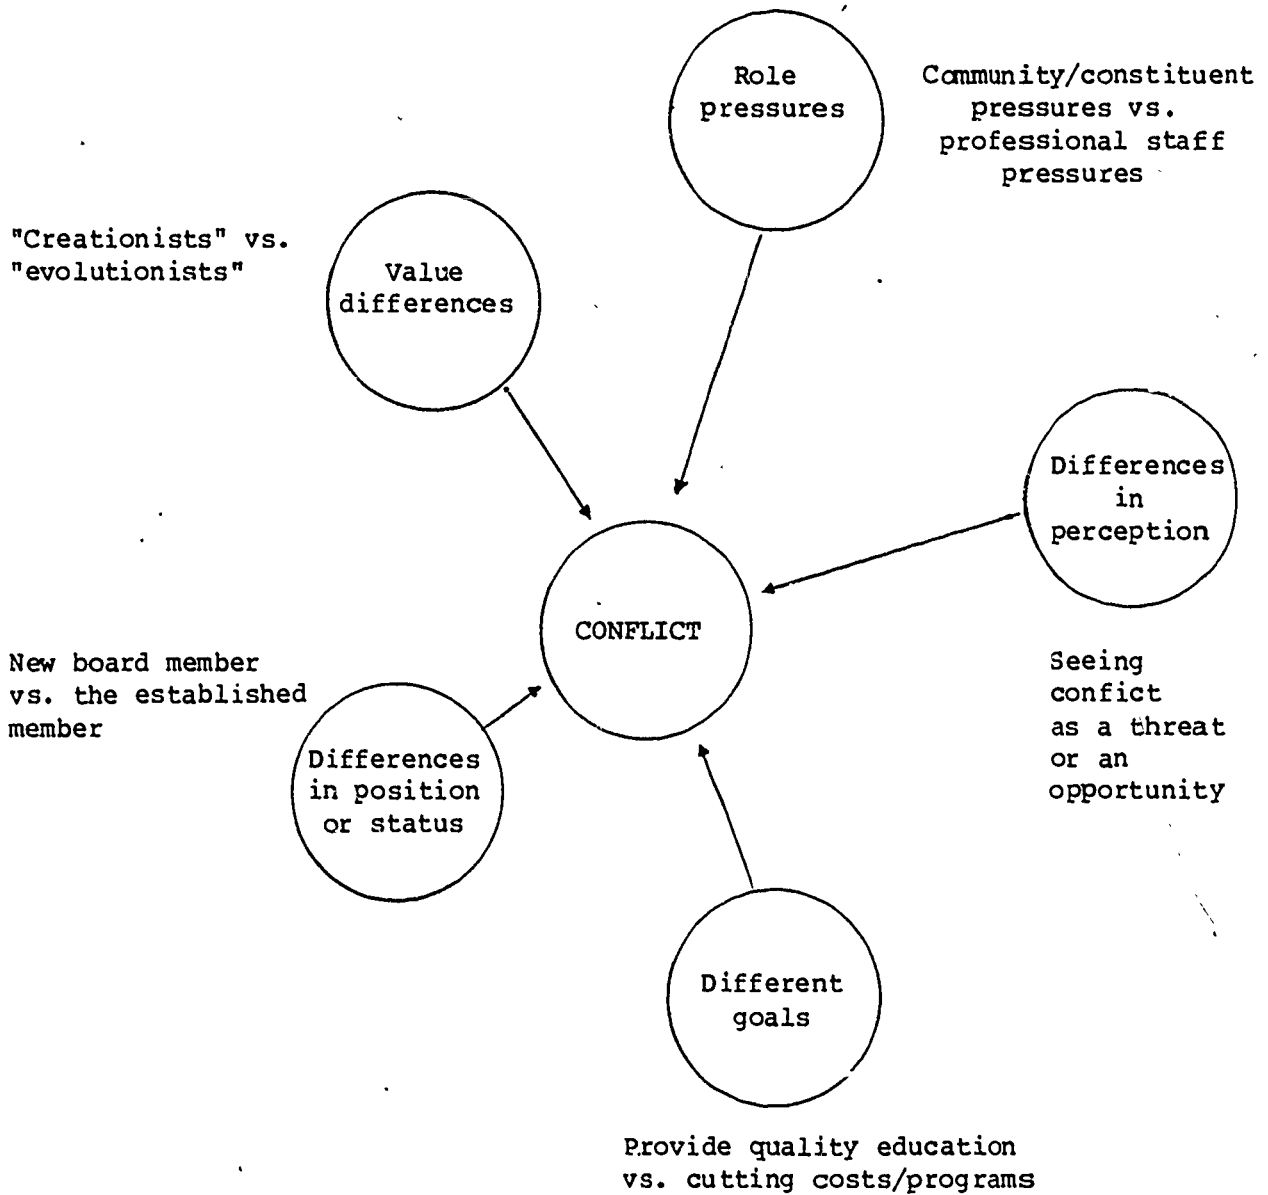 Role
pressures
Community/constituent
pressures vs.
professional staff
pressures
"Creationists" vs.
"evolutionists"
Value
differences
Differences
in
perception
CONFLICT
New board member
vs. the established
member
Seeing
confict
as a threat
or an
opportunity
Differences
in position
or status
Different
goals
Provide quality education
vs. cutting costs/programs